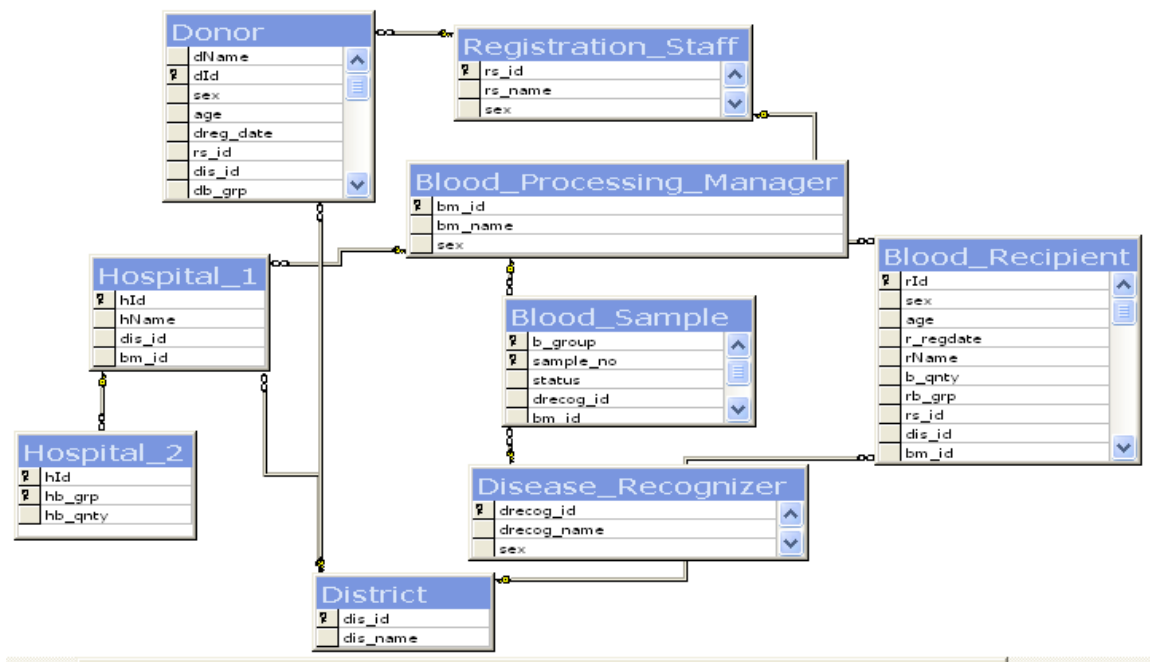 Donor
dName
dId
sex
age
dreg_date
rs_id
dis_id
db_grp
Registration_Staff
rs_id
rs_name
sex
Blood_Processing_Manager
bm_id
bm_name
sex
Hospital_1
hId
hName
dis_id
bm_id
Blood_Recipient
rId
sex
age
r_regdate
rName
b_qnty
rb_grp
rs_id
dis_id
bm_id
Blood_Sample
b_group
sample_no
status
drecog_id
bm_id
Hospital_2
hId
hb_grp
hb_qnty
Disease_Recognizer
drecog_id
drecog_name
sex
District
dis_id
dis_name